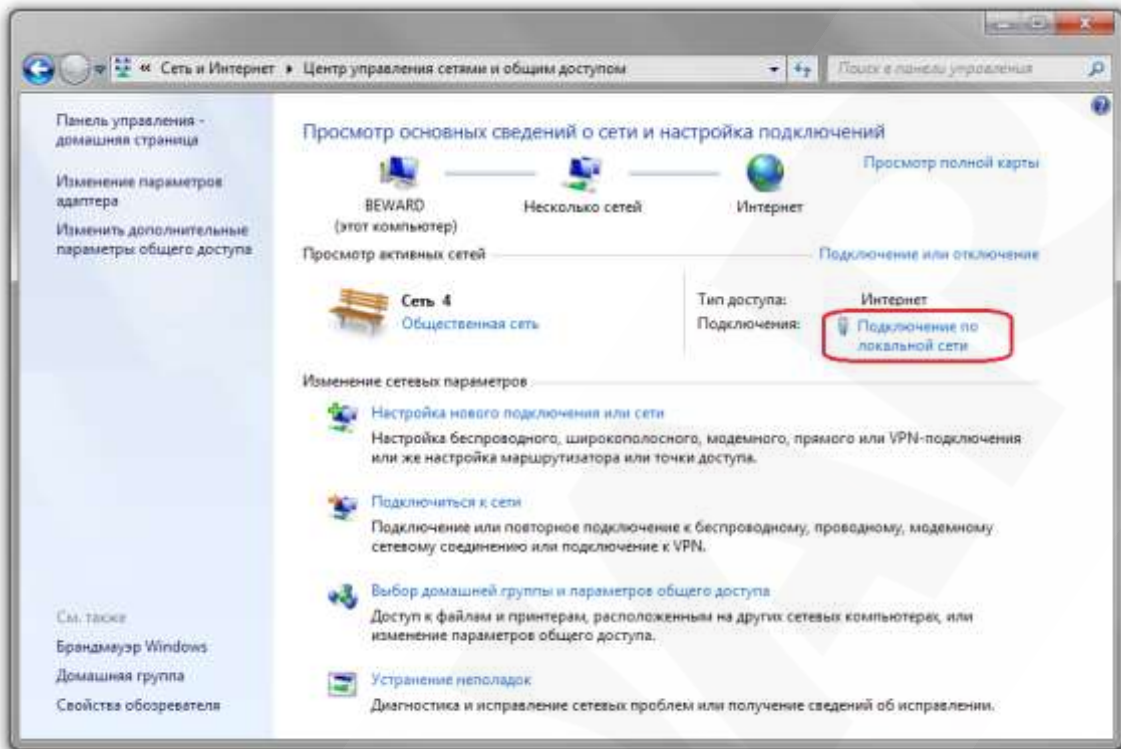 « Сеть и Интернет ▸ Центр управления сетями и общим доступом
Поиск в панели управления
Панель управления -
домашняя страница
Изменение параметров
адаптера
Изменить дополнительные
параметры общего доступа
См. также
Брандмауэр Windows
Домашняя группа
Свойства обозревателя
Просмотр основных сведений о сети и настройка подключений
Просмотр полной карты
BEWARD
(этот компьютер)
Несколько сетей
Интернет
Просмотр активных сетей
Подключение или отключение
Сеть 4
Общественная сеть
Тип доступа: Интернет
Подключения: Подключение по
локальной сети
Изменение сетевых параметров
Настройка нового подключения или сети
Настройка беспроводного, широкополосного, модемного, прямого или VPN-подключения
или же настройка маршрутизатора или точки доступа.
Подключиться к сети
Подключение или повторное подключение к беспроводному, проводному, модемному
сетевому соединению или подключение к VPN.
Выбор домашней группы и параметров общего доступа
Доступ к файлам и принтерам, расположенным на других сетевых компьютерах, или
изменение параметров общего доступа.
Устранение неполадок
Диагностика и исправление сетевых проблем или получение сведений об исправлении.